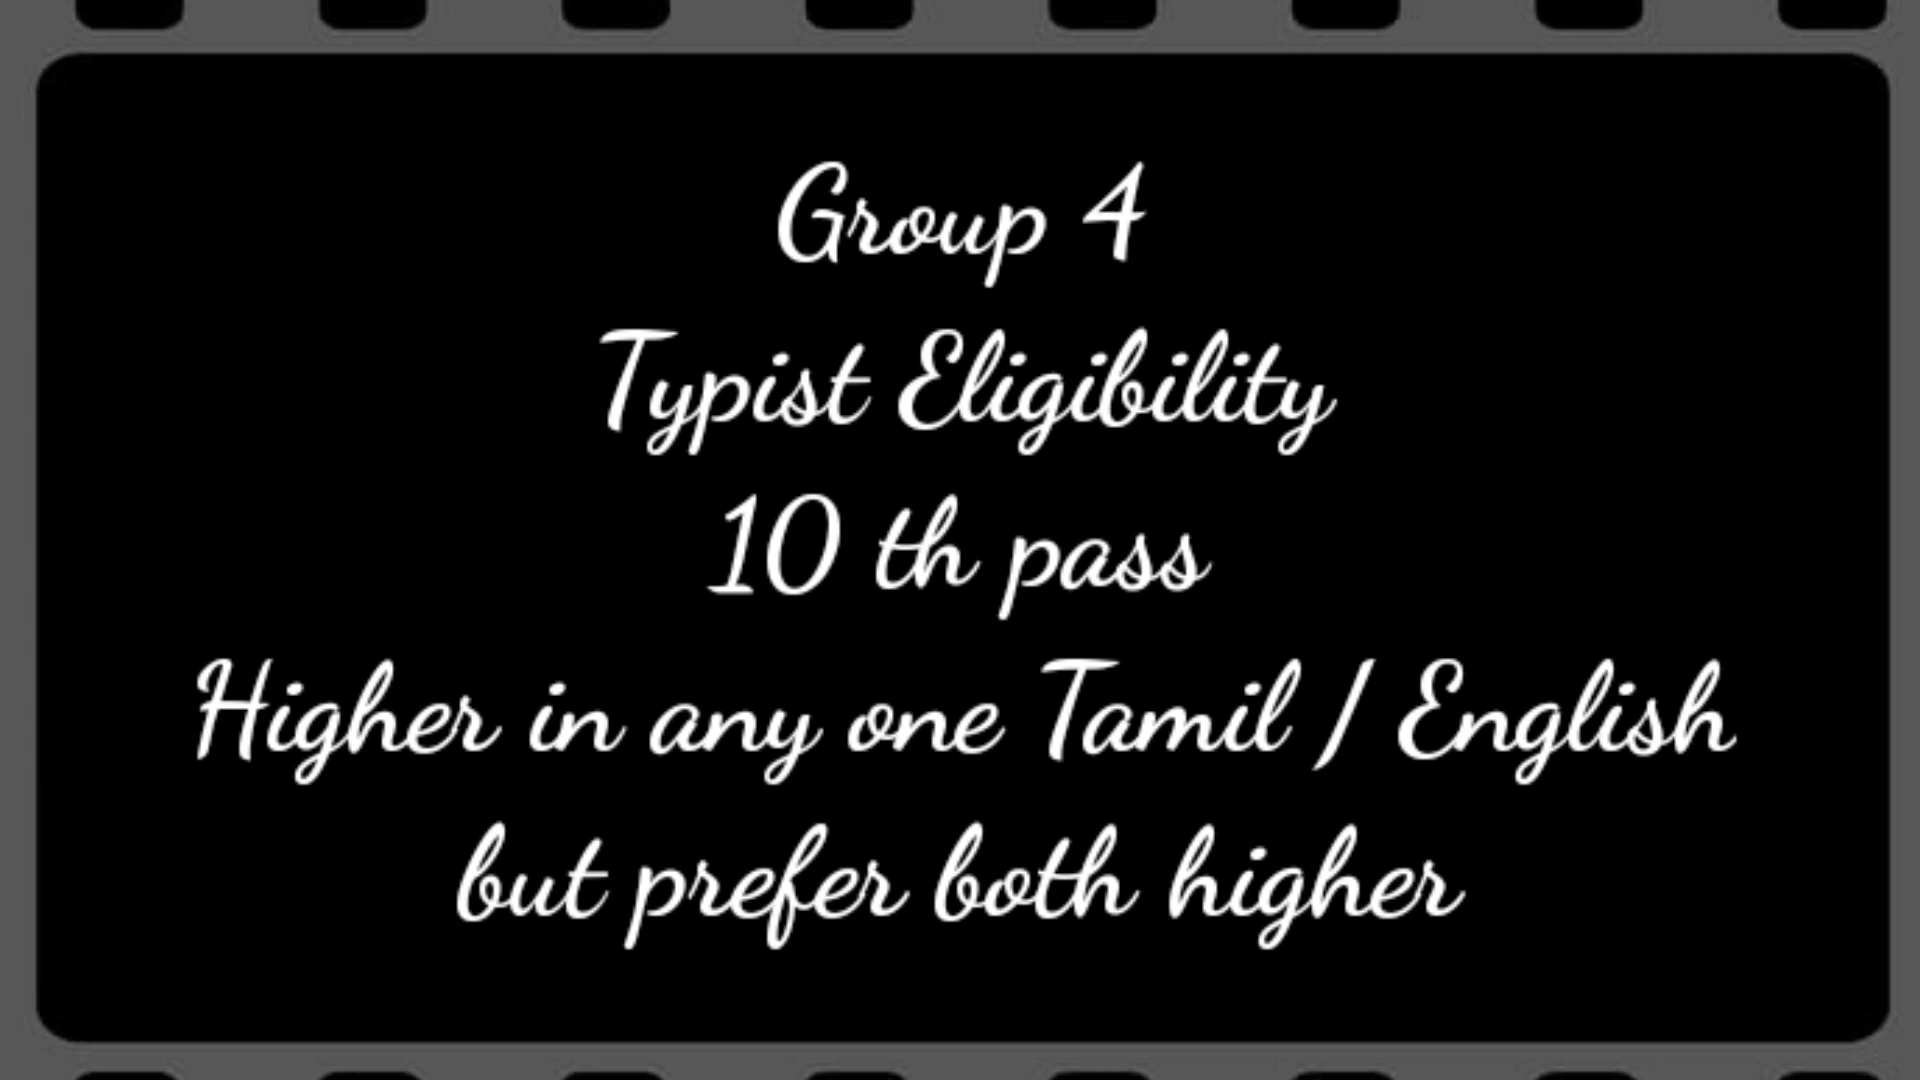 Group 4
Typist Eligibility
10 th pass
Higher in any one Tamil / English
but prefer both higher